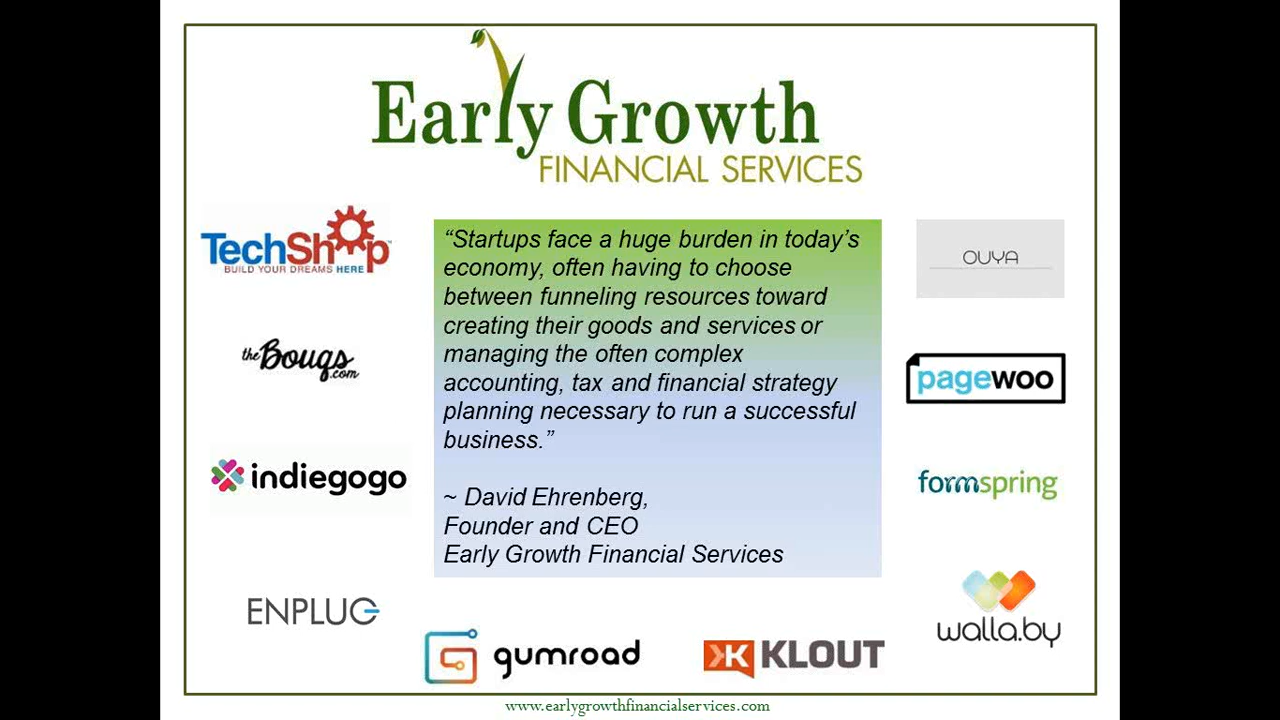 Early Growth
FINANCIAL SERVICES
TechShop
BUILD YOUR DREAMS HERE
the Bouqs.com
indiegogo
ENPLUG
“Startups face a huge burden in today’s
economy, often having to choose
between funneling resources toward
creating their goods and services or
managing the often complex
accounting, tax and financial strategy
planning necessary to run a successful
business.”
~ David Ehrenberg,
Founder and CEO
Early Growth Financial Services
OUYA
pagewoo
formspring
walla.by
gumroad
KLOUT
www.earlygrowthfinancialservices.com